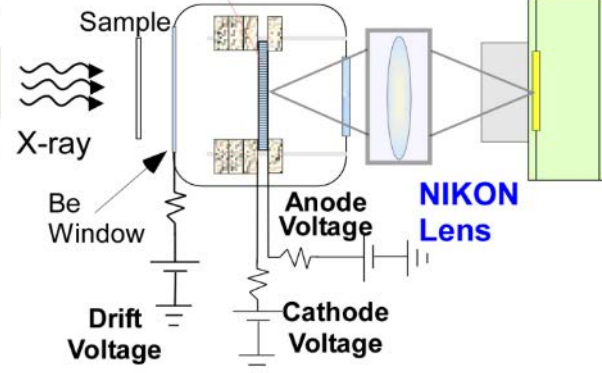 Sample
X-ray
Be
Window
Anode
Voltage
NIKON
Lens
Drift
Voltage
Cathode
Voltage